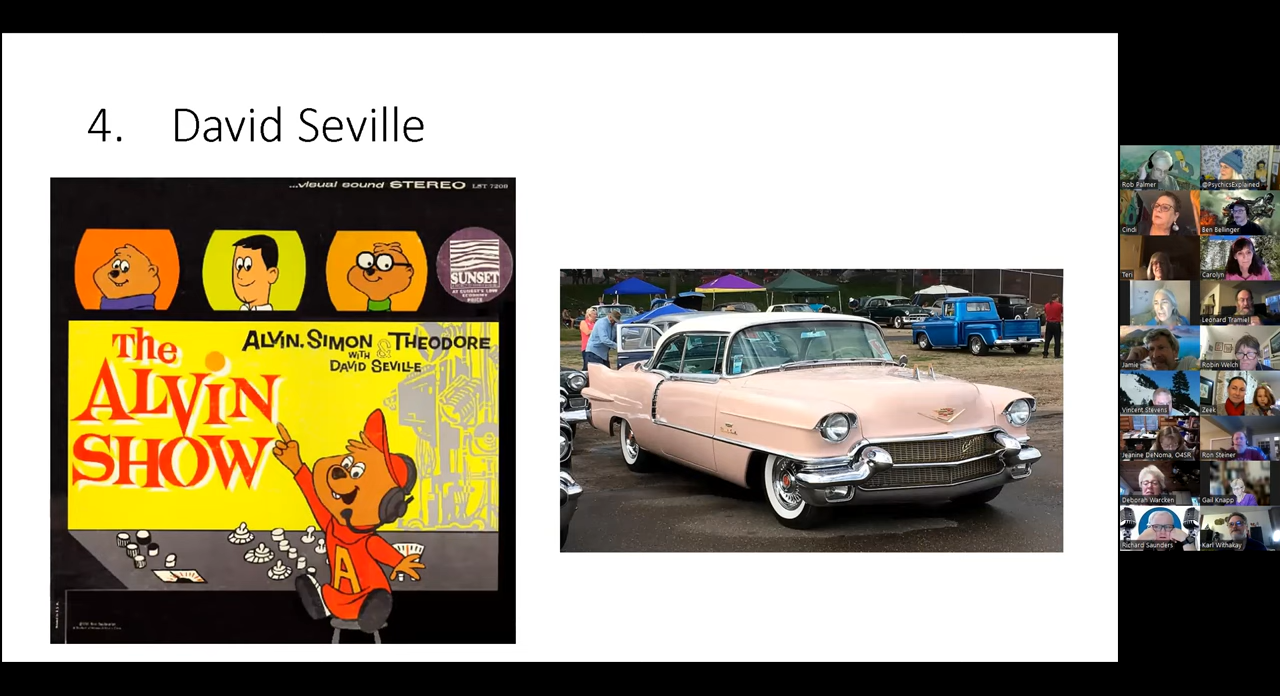 4. David Seville
...visual sound STEREO LST 7208
SUNSET
The
ALVIN
SHOW
ALVIN, SIMON & THEODORE
WITH
DAVID SEVILLE
A
Rob Palmer
@PsychicsExplained
Cindi
Ben Bellinger
Teri
Carolyn
Leonard Tramiel
Jamie
Robin Welch
Vincent Stevens
Zeek
Jeanine DeNoma, O4SR
Ron Steiner
Deborah Warcken
Gail Knapp
Richard Saunders
Karl Withakay